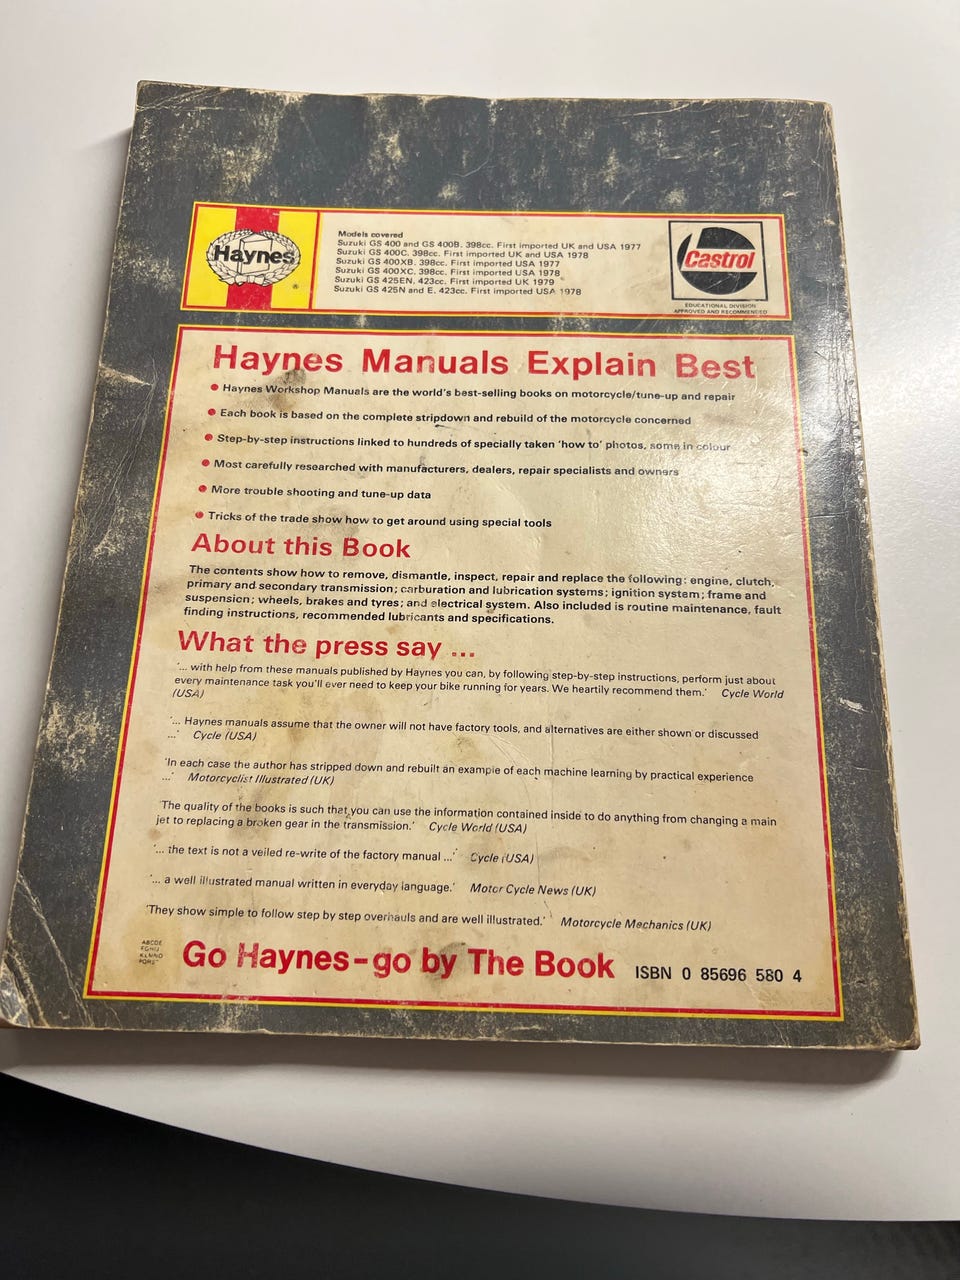 Haynes
®
Models covered
Suzuki GS 400 and GS 400B. 398cc. First imported UK and USA 1977
Suzuki GS 400C. 398cc. First imported UK and USA 1978
Suzuki GS 400XB. 398cc. First imported USA 1977
Suzuki GS 400XC. 398cc. First imported USA 1978
Suzuki GS 425EN. 423cc. First imported UK 1979
Suzuki GS 425N and E. 423cc. First imported USA 1978
Castrol
EDUCATIONAL DIVISION
APPROVED AND RECOMMENDED
Haynes Manuals Explain Best
● Haynes Workshop Manuals are the world's best-selling books on motorcycle/tune-up and repair
● Each book is based on the complete stripdown and rebuild of the motorcycle concerned
● Step-by-step instructions linked to hundreds of specially taken 'how to' photos, some in colour
● Most carefully researched with manufacturers, dealers, repair specialists and owners
● More trouble shooting and tune-up data
● Tricks of the trade show how to get around using special tools
About this Book
The contents show how to remove, dismantle, inspect, repair and replace the following: engine, clutch,
primary and secondary transmission; carburation and lubrication systems; ignition system; frame and
suspension; wheels, brakes and tyres; and electrical system. Also included is routine maintenance, fault
finding instructions, recommended lubricants and specifications.
What the press say ...
'... with help from these manuals published by Haynes you can, by following step-by-step instructions, perform just about
every maintenance task you'll ever need to keep your bike running for years. We heartily recommend them.' Cycle World
(USA)
'... Haynes manuals assume that the owner will not have factory tools, and alternatives are either shown or discussed
...' Cycle (USA)
'In each case the author has stripped down and rebuilt an example of each machine learning by practical experience
...' Motorcyclist Illustrated (UK)
'The quality of the books is such that you can use the information contained inside to do anything from changing a main
jet to replacing a broken gear in the transmission.' Cycle World (USA)
'... the text is not a veiled re-write of the factory manual ...' Cycle (USA)
'... a well illustrated manual written in everyday language.' Motor Cycle News (UK)
'They show simple to follow step by step overhauls and are well illustrated.' Motorcycle Mechanics (UK)
ABCDE
FGHIJ
KLMNO
Go Haynes-go by The Book ISBN 0 85696 580 4